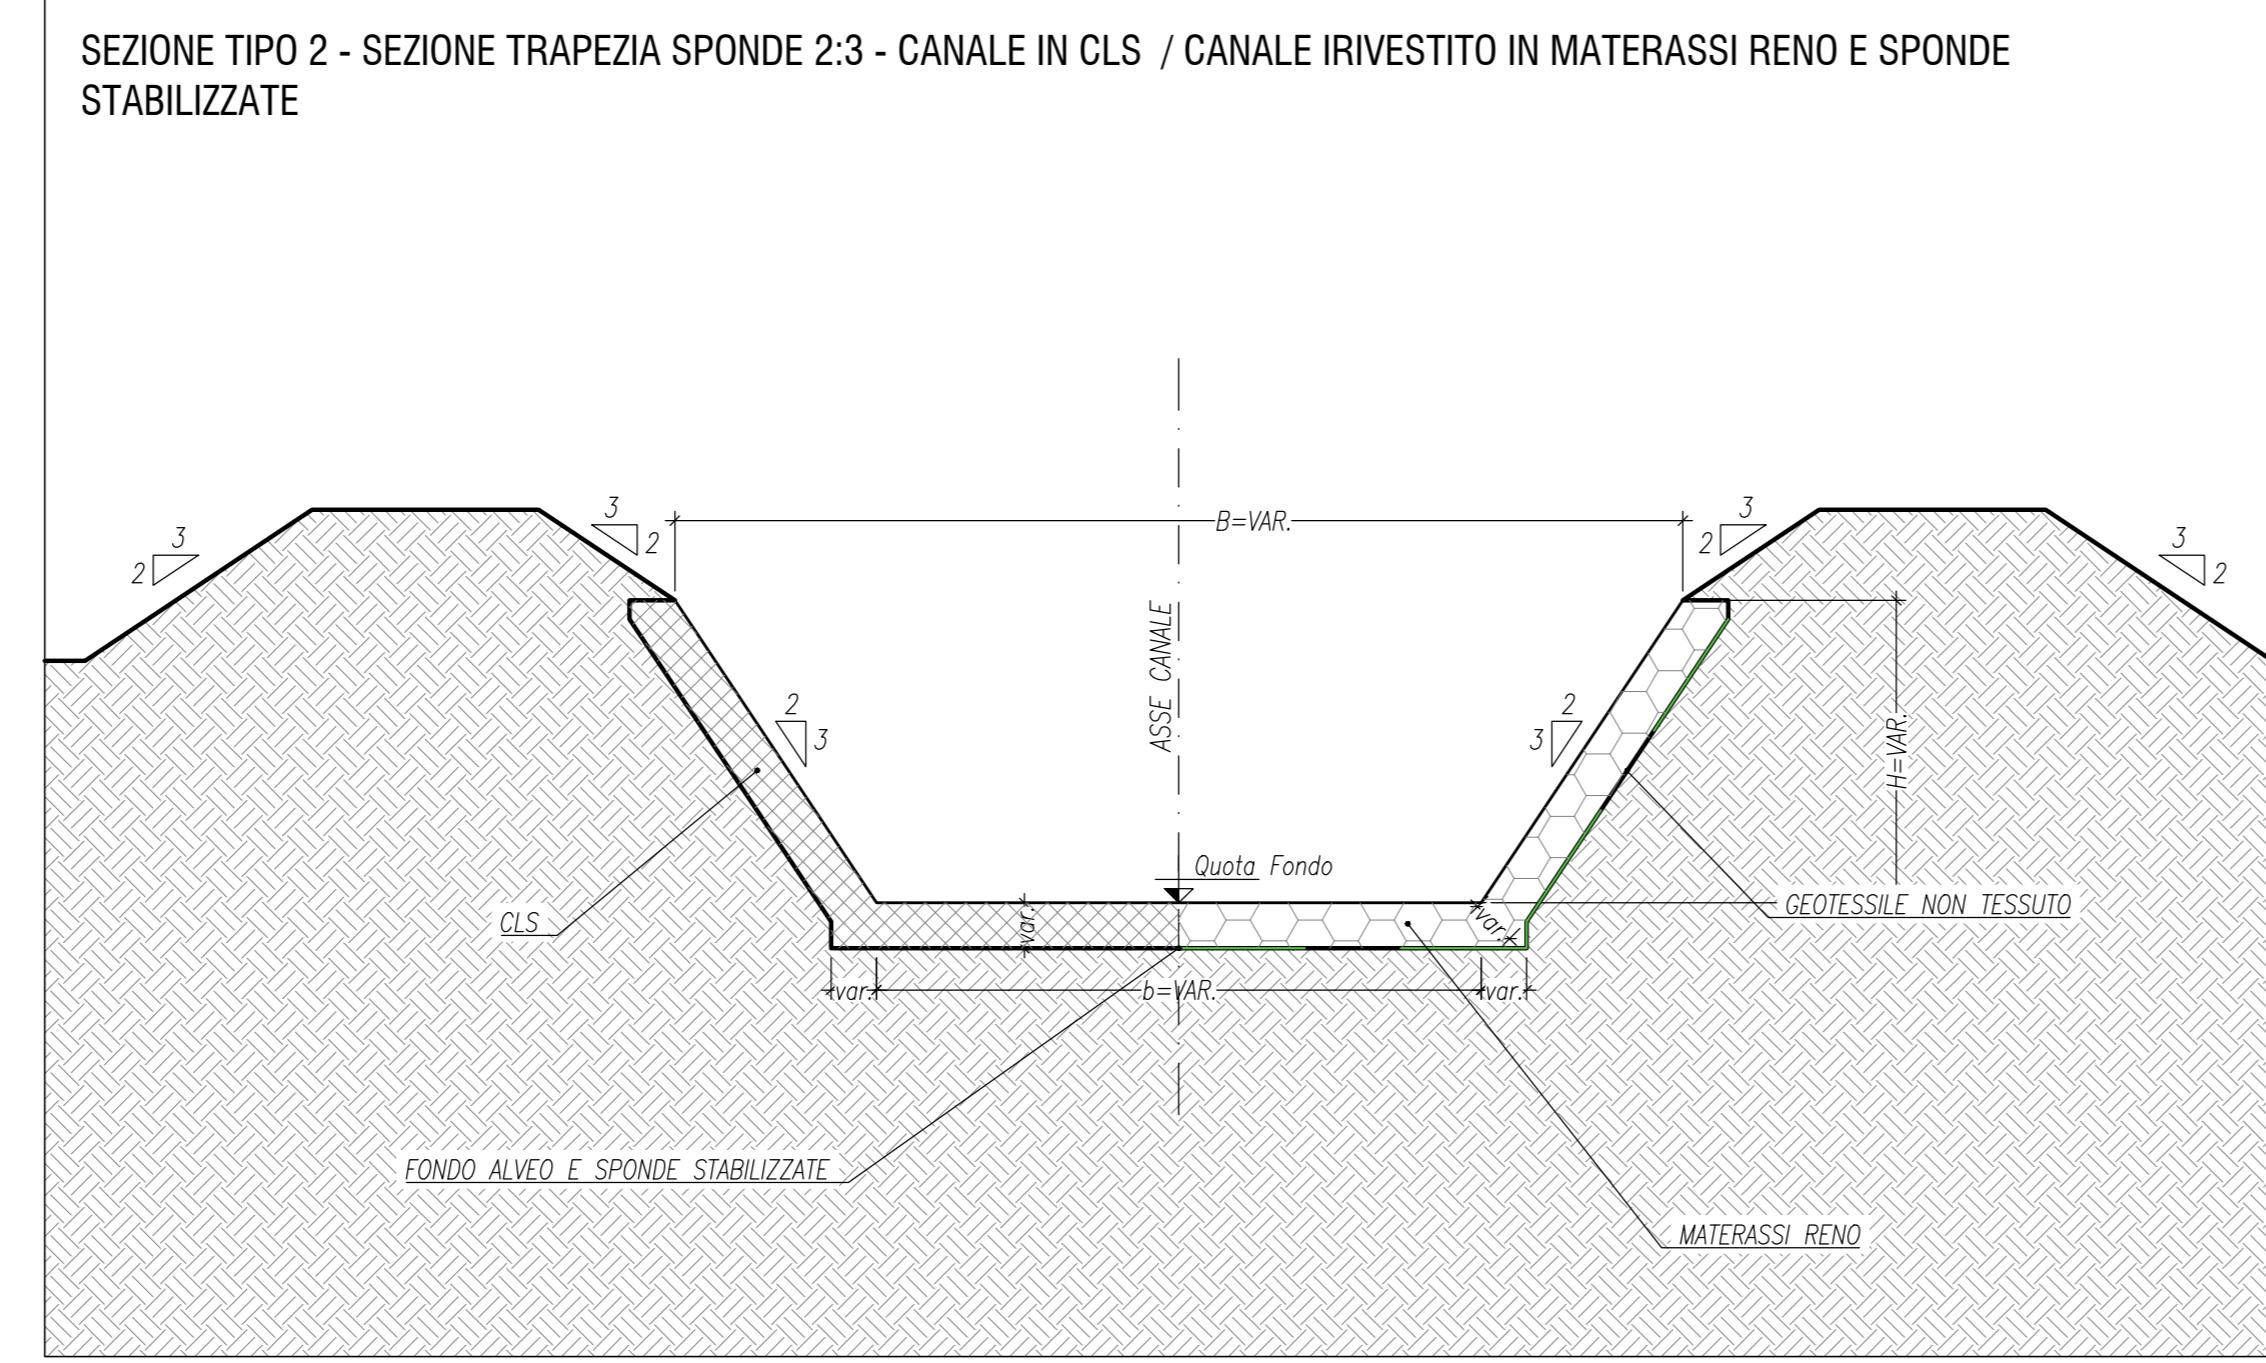 SEZIONE TIPO 2 - SEZIONE TRAPEZIA SPONDE 2:3 - CANALE IN CLS / CANALE IRIVESTITO IN MATERASSI RENO E SPONDE
STABILIZZATE
3
2
3
2
B=VAR.
3
2
3
2
ASSE CANALE
2
3
2
3
H=VAR.
Quota Fondo
CLS
var.
var.
GEOTESSILE NON TESSUTO
var.
b=VAR.
var.
FONDO ALVEO E SPONDE STABILIZZATE
MATERASSI RENO